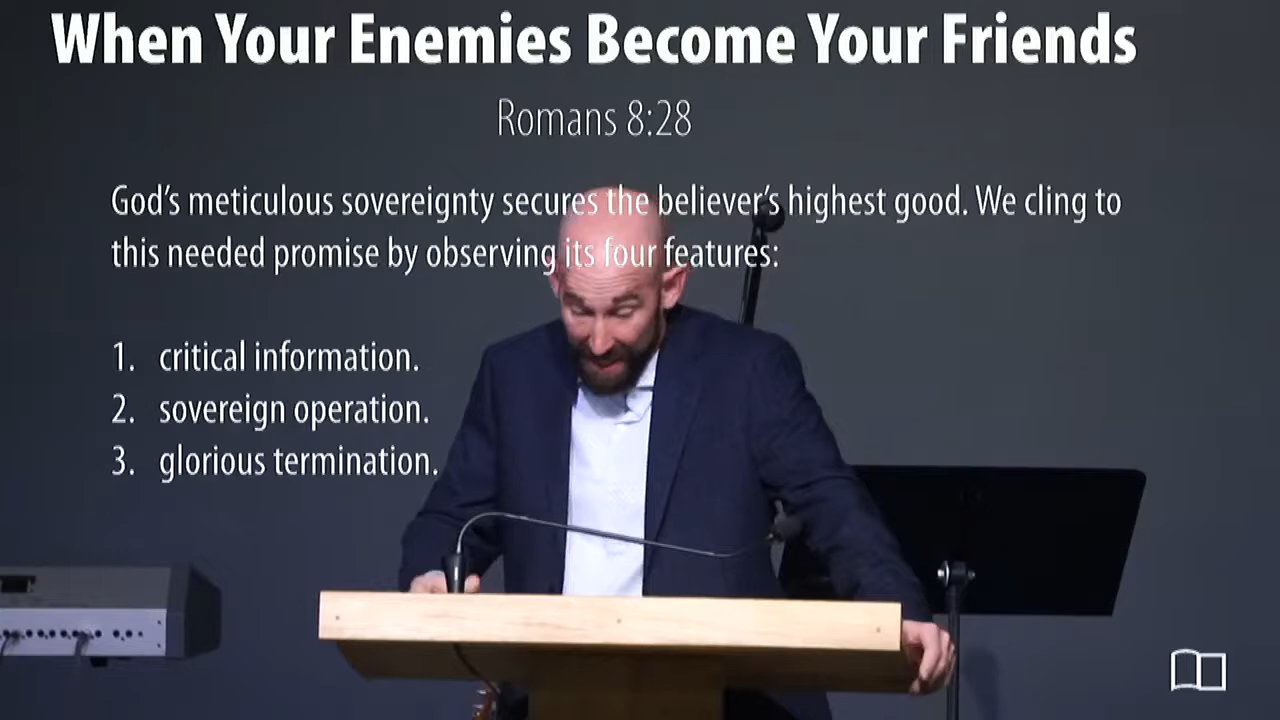 When Your Enemies Become Your Friends
Romans 8:28
God's meticulous sovereignty secures the believer's highest good. We cling to
this needed promise by observing its four features:
1. critical information.
2. sovereign operation.
3. glorious termination.